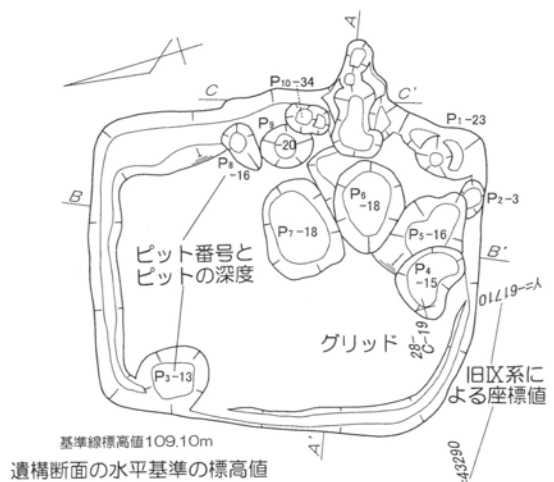 A
P10-34
C
C'
P1-23
P9
-20
P8
-16
P2-3
B
P6
-18
P7-18
P5-16
B'
ピット番号と
ピットの深度
P4
-15
Y=-61710
グリッド
28-
C-19
旧Ⅸ系に
よる座標値
P3-13
43290
A'
基準線標高値109.10m
遺構断面の水平基準の標高値